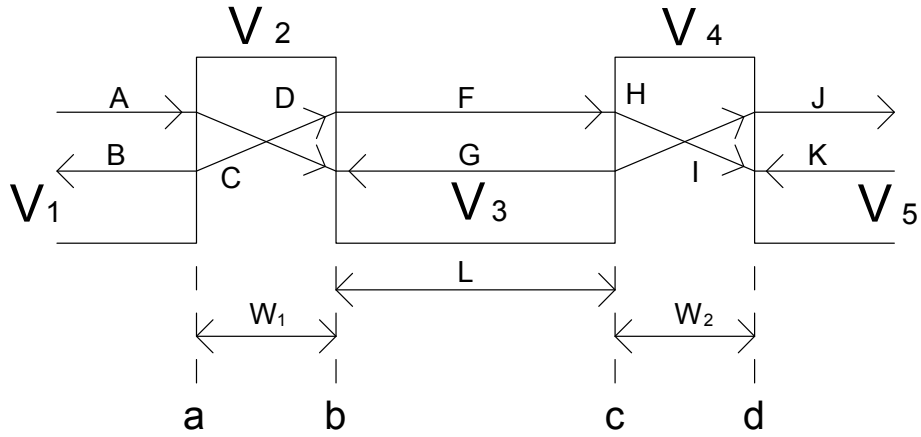 V2 V4
A D F H J
B C G I K
V1 V3 V5
L
W1 W2
a b c d